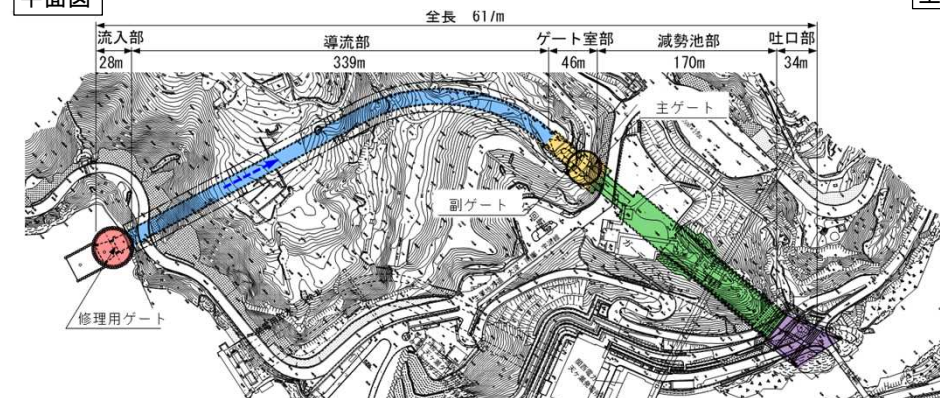 平面図
全長 617m
流入部
導流部
ゲート室部
減勢池部
吐口部
28m
339m
46m
170m
34m
主ゲート
副ゲート
修理用ゲート